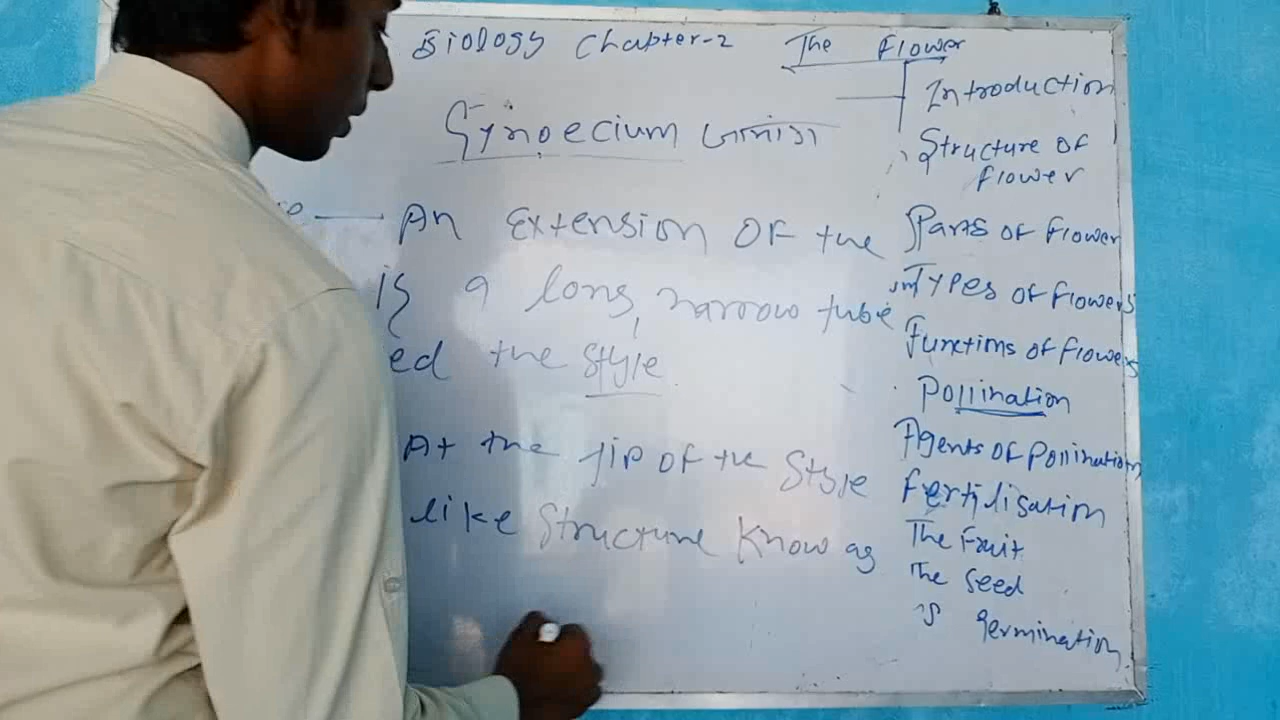 Biology Chapter-2 The Flower
Gynoecium जायांग
An Extension Of the
is a long, narrow tube
ed the Style.
At the tip of the Style
like Structure Know as
Introduction
Structure Of
flower
Parts of flower
Types of flowers
Functions of flowers
Pollination
Agents Of Pollination
Fertilisation
The Fruit
The Seed
Germination